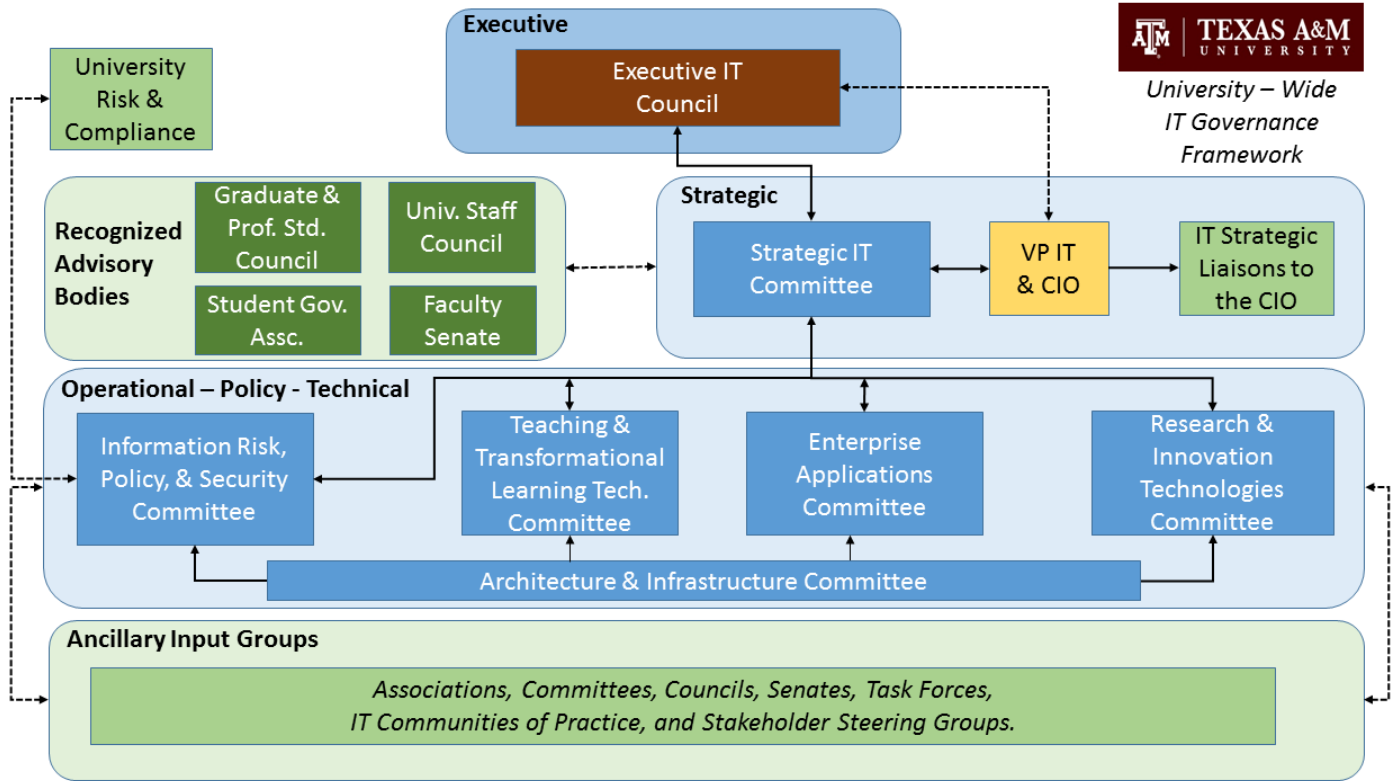 Executive
Executive IT
Council
University
Risk &
Compliance
ATM
TEXAS A&M
UNIVERSITY
University – Wide
IT Governance
Framework
Recognized
Advisory
Bodies
Graduate &
Prof. Std.
Council
Univ. Staff
Council
Student Gov.
Assc.
Faculty
Senate
Strategic
Strategic IT
Committee
VP IT
& CIO
IT Strategic
Liaisons to
the CIO
Operational – Policy - Technical
Information Risk,
Policy, & Security
Committee
Teaching &
Transformational
Learning Tech.
Committee
Enterprise
Applications
Committee
Research &
Innovation
Technologies
Committee
Architecture & Infrastructure Committee
Ancillary Input Groups
Associations, Committees, Councils, Senates, Task Forces,
IT Communities of Practice, and Stakeholder Steering Groups.